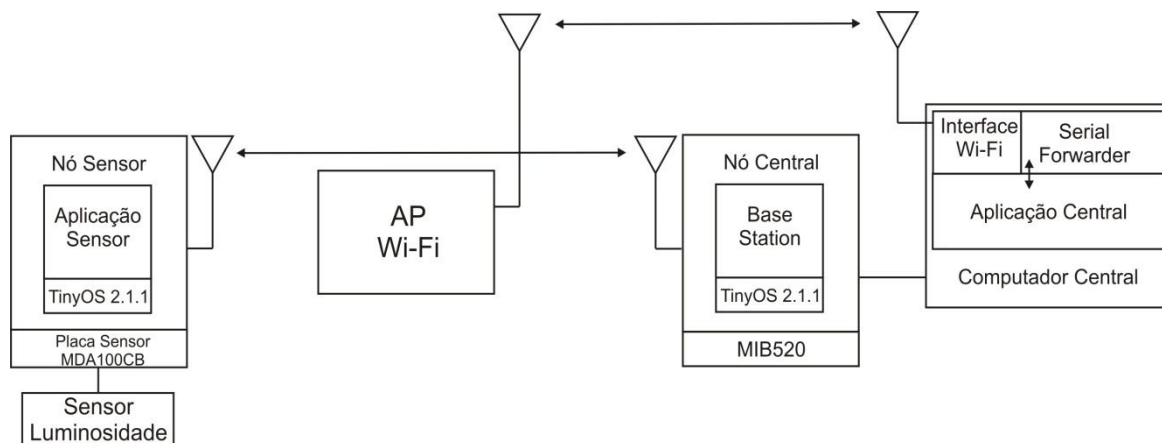 Nó Sensor
Aplicação
Sensor
TinyOS 2.1.1
Placa Sensor
MDA100CB
Sensor
Luminosidade
AP
Wi-Fi
Nó Central
Base
Station
TinyOS 2.1.1
MIB520
Interface
Wi-Fi
Serial
Forwarder
Aplicação Central
Computador Central